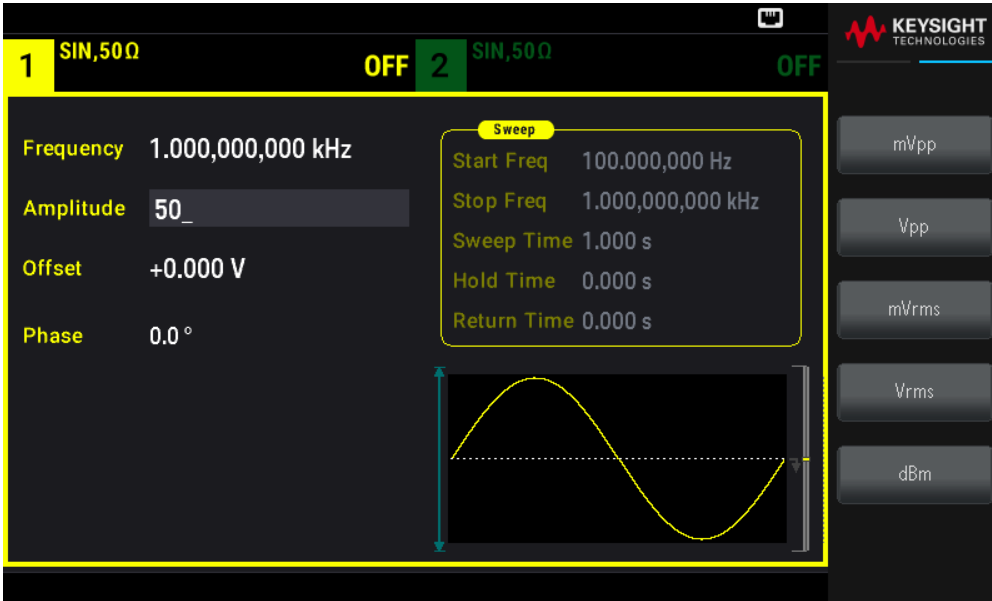 1 SIN,50Ω OFF 2 SIN,50Ω OFF
KEYSIGHT
TECHNOLOGIES
Frequency 1.000,000,000 kHz
Amplitude 50_
Offset +0.000 V
Phase 0.0 °
Sweep
Start Freq 100.000,000 Hz
Stop Freq 1.000,000,000 kHz
Sweep Time 1.000 s
Hold Time 0.000 s
Return Time 0.000 s
mVpp
Vpp
mVrms
Vrms
dBm